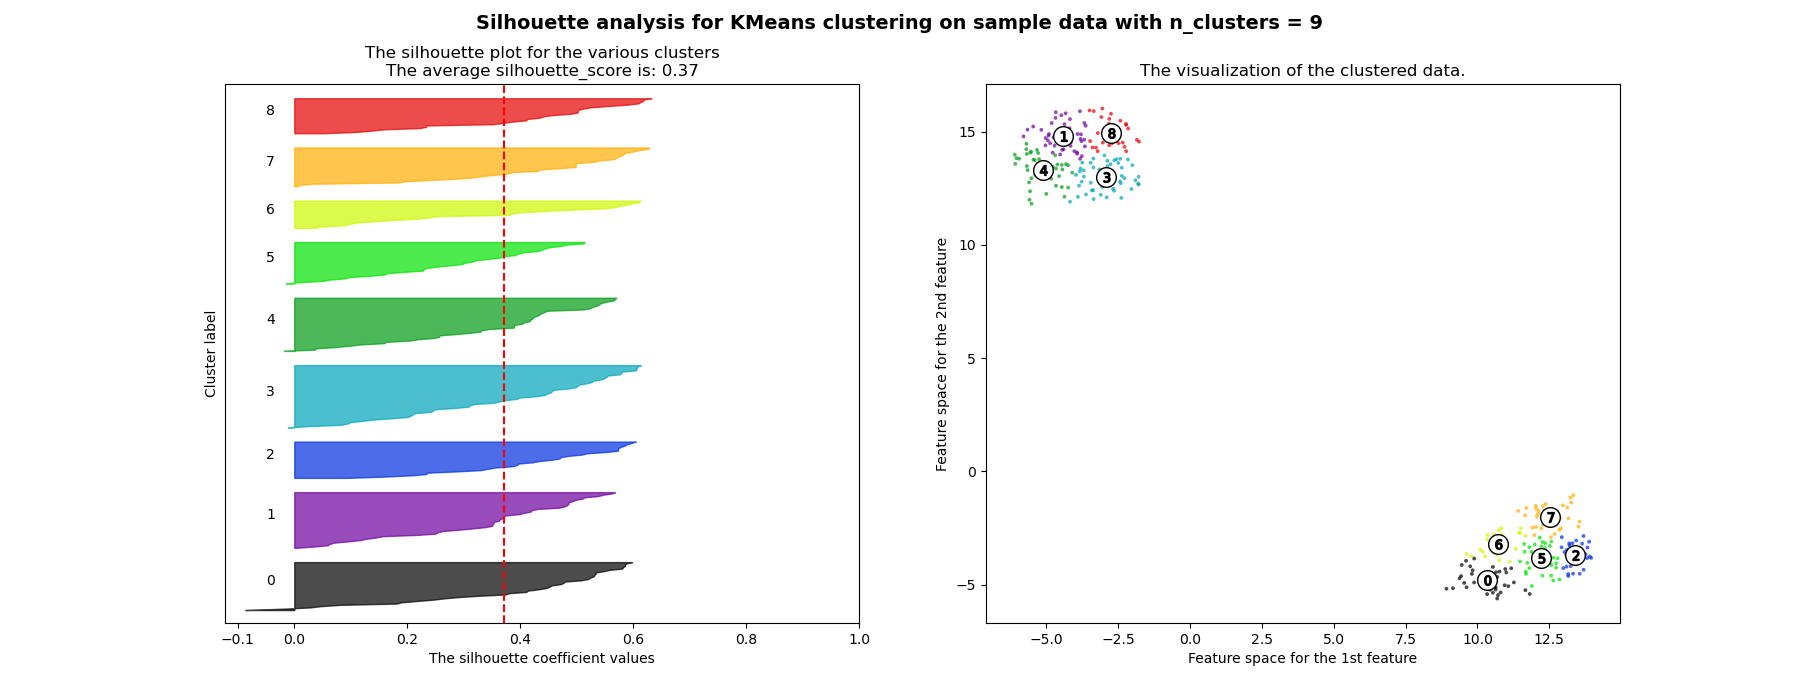 Silhouette analysis for KMeans clustering on sample data with n_clusters = 9
The silhouette plot for the various clusters
The average silhouette_score is: 0.37
8
7
6
5
4
3
2
1
0
Cluster label
−0.1 0.0 0.2 0.4 0.6 0.8 1.0
The silhouette coefficient values
The visualization of the clustered data.
15
10
5
0
−5
Feature space for the 2nd feature
1 8
4 3
7
6 5 2
0
−5.0 −2.5 0.0 2.5 5.0 7.5 10.0 12.5
Feature space for the 1st feature